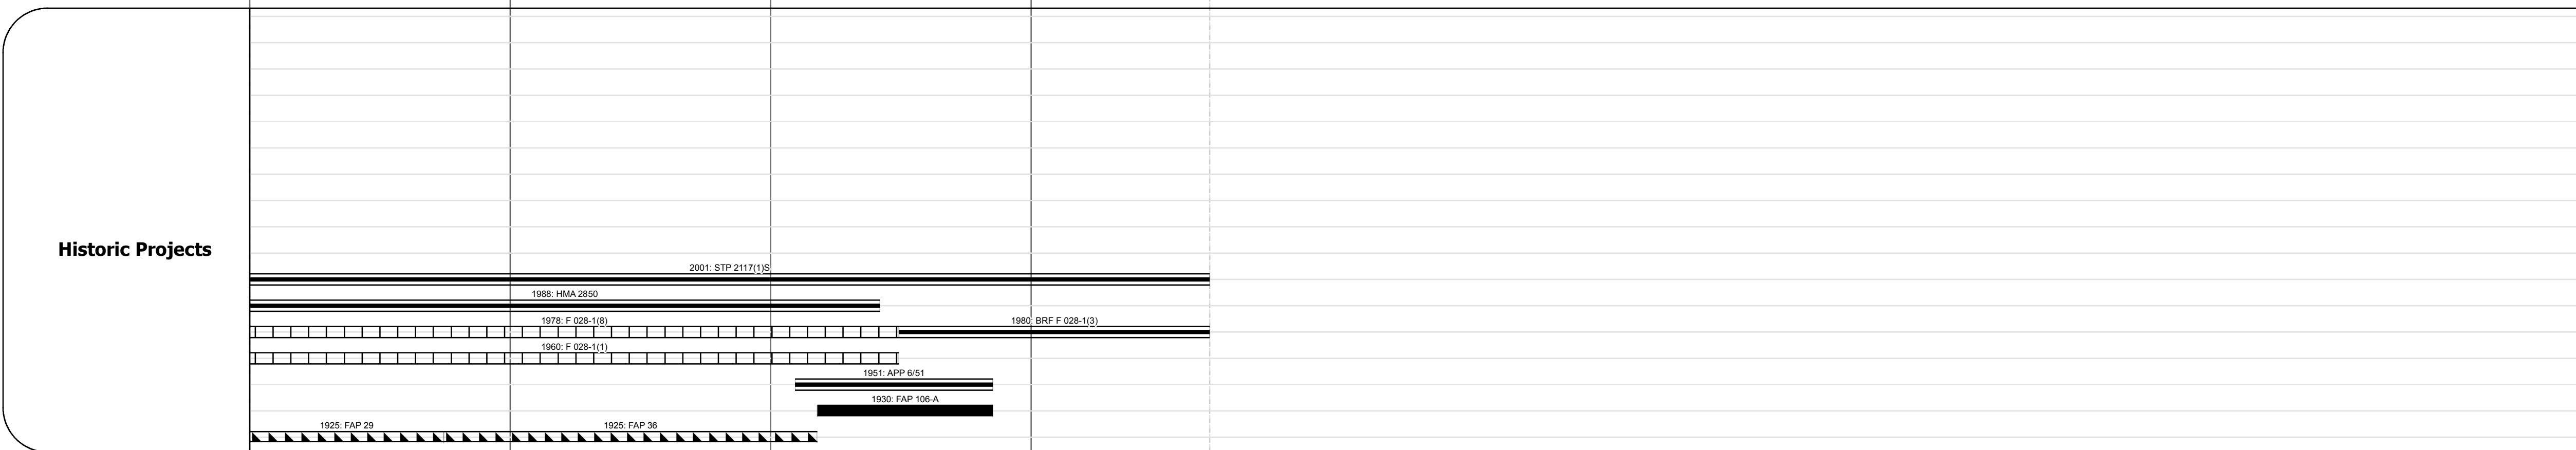 Historic Projects
2001: STP 2117(1)S
1988: HMA 2850
1978: F 028-1(8) 1980: BRF F 028-1(3)
1960: F 028-1(1)
1951: APP 6/51
1930: FAP 106-A
1925: FAP 29 1925: FAP 36